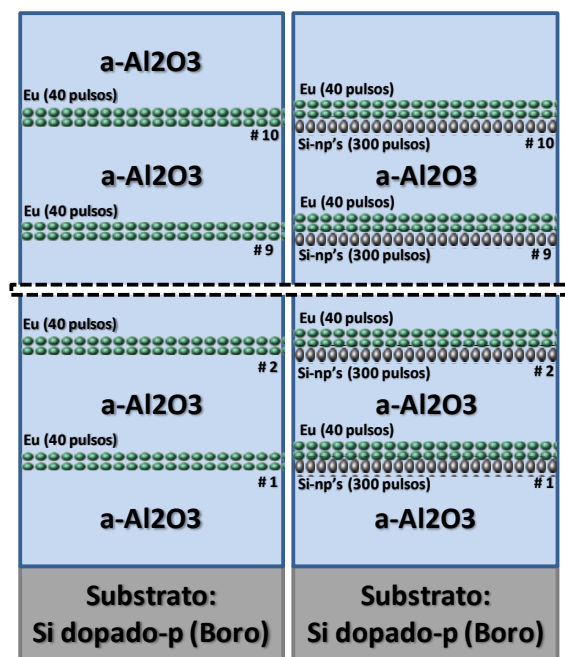 a-Al2O3
Eu (40 pulsos)
# 10
a-Al2O3
Eu (40 pulsos)
# 9
Eu (40 pulsos)
# 2
a-Al2O3
Eu (40 pulsos)
# 1
a-Al2O3
Substrato:
Si dopado-p (Boro)
Eu (40 pulsos)
Si-np's (300 pulsos)
# 10
a-Al2O3
Eu (40 pulsos)
Si-np's (300 pulsos)
# 9
Eu (40 pulsos)
Si-np's (300 pulsos)
# 2
a-Al2O3
Eu (40 pulsos)
Si-np's (300 pulsos)
# 1
a-Al2O3
Substrato:
Si dopado-p (Boro)